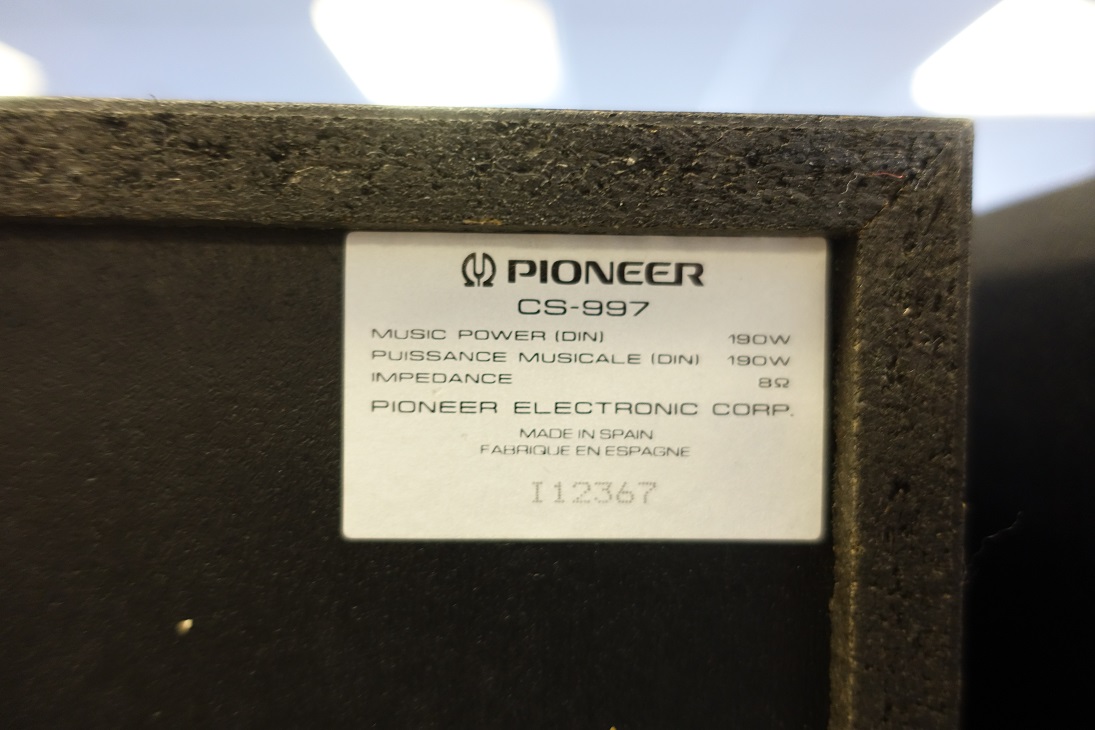 PIONEER
CS-997
MUSIC POWER (DIN) 190W
PUISSANCE MUSICALE (DIN) 190W
IMPEDANCE 8Ω
PIONEER ELECTRONIC CORP.
MADE IN SPAIN
FABRIQUE EN ESPAGNE
I12367